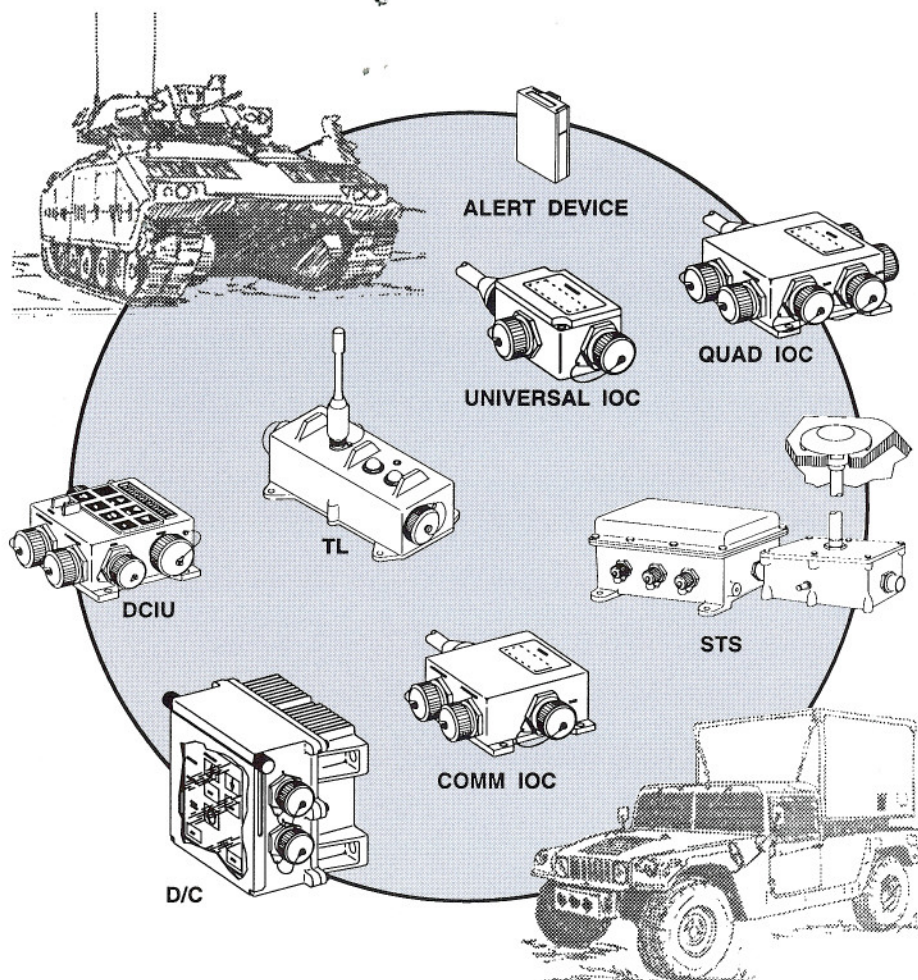 ALERT DEVICE
QUAD IOC
UNIVERSAL IOC
TL
DCIU
STS
COMM IOC
D/C